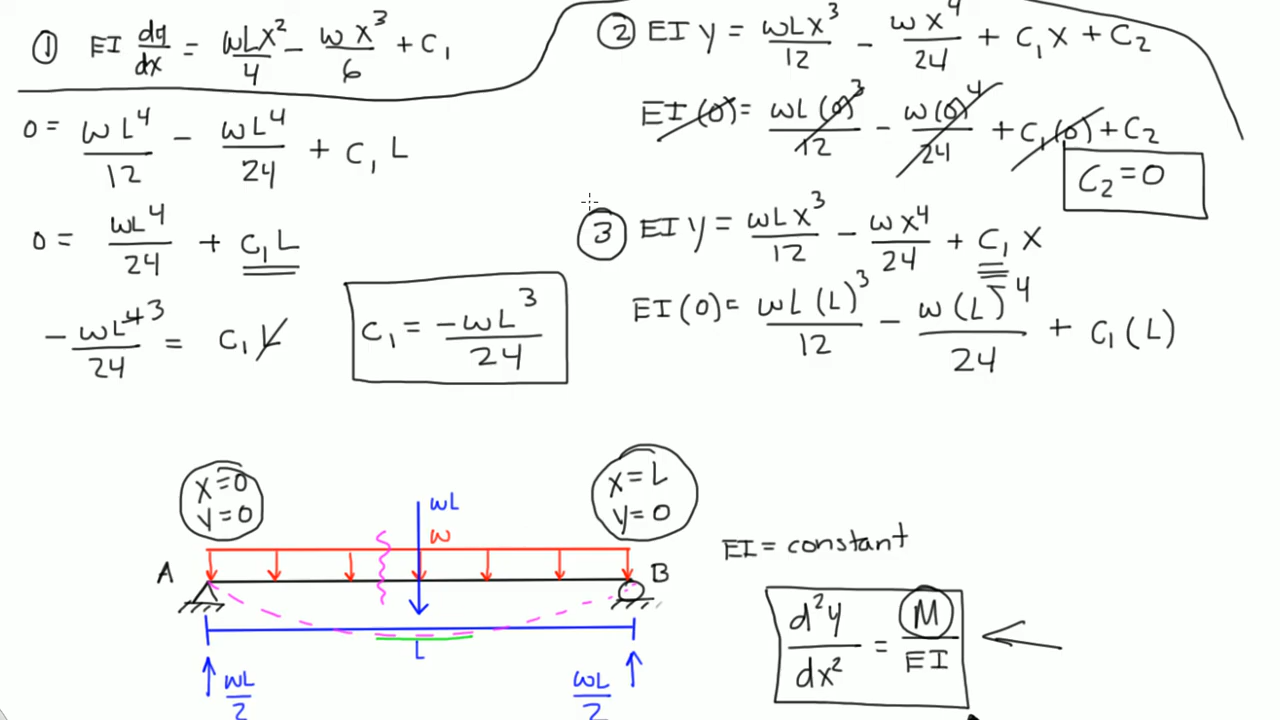 ① EI dy/dx = wLx²/4 - wx³/6 + C₁
0 = wL⁴/12 - wL⁴/24 + C₁L
0 = wL⁴/24 + C₁L
-wL⁴ ³/24 = C₁L
C₁ = -wL³/24
② EI y = wLx³/12 - wx⁴/24 + C₁x + C₂
EI(0) = wL(0)³/12 - w(0)⁴/24 + C₁(0) + C₂
C₂ = 0
③ EI y = wLx³/12 - wx⁴/24 + C₁x
EI(0) = wL(L)³/12 - w(L)⁴/24 + C₁(L)
x=0
y=0
x=L
y=0
wL
w
A
B
L
wL/2
wL/2
EI = constant
d²y/dx² = M/EI